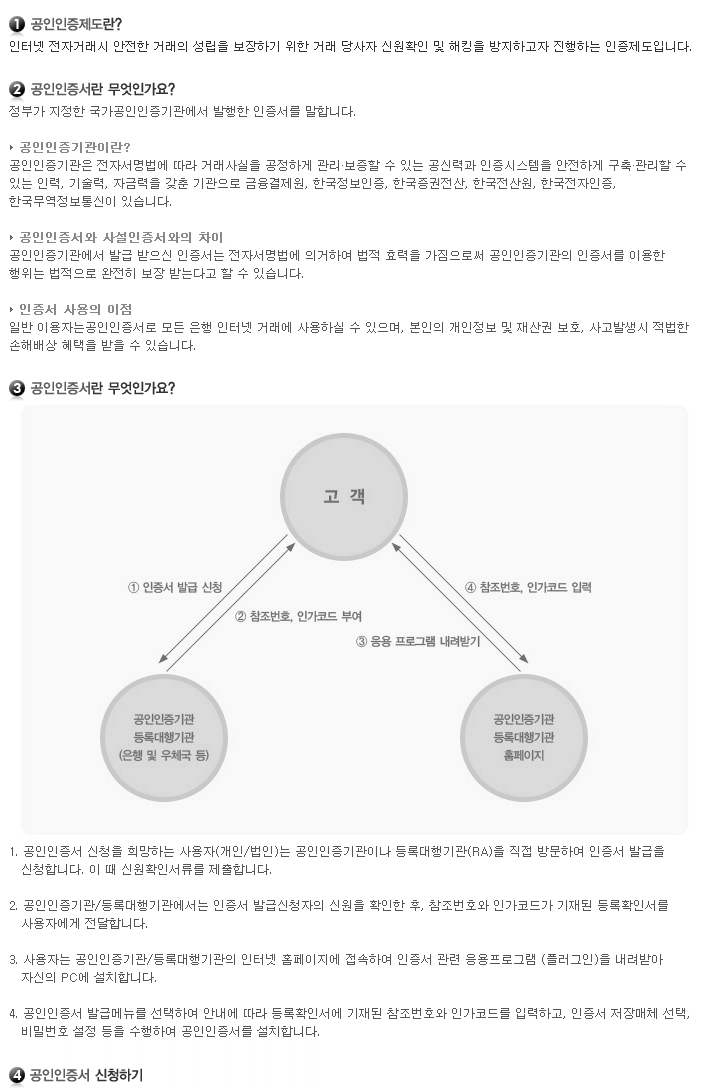 ❶ 공인인증제도란?
인터넷 전자거래시 안전한 거래의 성립을 보장하기 위한 거래 당사자 신원확인 및 해킹을 방지하고자 진행하는 인증제도입니다.
❷ 공인인증서란 무엇인가요?
정부가 지정한 국가공인인증기관에서 발행한 인증서를 말합니다.
공인인증기관이란?
공인인증기관은 전자서명법에 따라 거래사실을 공정하게 관리·보증할 수 있는 공신력과 인증시스템을 안전하게 구축·관리할 수
있는 인력, 기술력, 자금력을 갖춘 기관으로 금융결제원, 한국정보인증, 한국증권전산, 한국전산원, 한국전자인증,
한국무역정보통신이 있습니다.
공인인증서와 사설인증서와의 차이
공인인증기관에서 발급 받으신 인증서는 전자서명법에 의거하여 법적 효력을 가짐으로써 공인인증기관의 인증서를 이용한
행위는 법적으로 완전히 보장 받는다고 할 수 있습니다.
인증서 사용의 이점
일반 이용자는공인인증서로 모든 은행 인터넷 거래에 사용하실 수 있으며, 본인의 개인정보 및 재산권 보호, 사고발생시 적법한
손해배상 혜택을 받을 수 있습니다.
❸ 공인인증서란 무엇인가요?
고 객
① 인증서 발급 신청
④ 참조번호, 인가코드 입력
② 참조번호, 인가코드 부여
③ 응용 프로그램 내려받기
공인인증기관
등록대행기관
(은행 및 우체국 등)
공인인증기관
등록대행기관
홈페이지
1. 공인인증서 신청을 희망하는 사용자(개인/법인)는 공인인증기관이나 등록대행기관(RA)을 직접 방문하여 인증서 발급을
신청합니다. 이 때 신원확인서류를 제출합니다.
2. 공인인증기관/등록대행기관에서는 인증서 발급신청자의 신원을 확인한 후, 참조번호와 인가코드가 기재된 등록확인서를
사용자에게 전달합니다.
3. 사용자는 공인인증기관/등록대행기관의 인터넷 홈페이지에 접속하여 인증서 관련 응용프로그램 (플러그인)을 내려받아
자신의 PC에 설치합니다.
4. 공인인증서 발급메뉴를 선택하여 안내에 따라 등록확인서에 기재된 참조번호와 인가코드를 입력하고, 인증서 저장매체 선택,
비밀번호 설정 등을 수행하여 공인인증서를 설치합니다.
❹ 공인인증서 신청하기